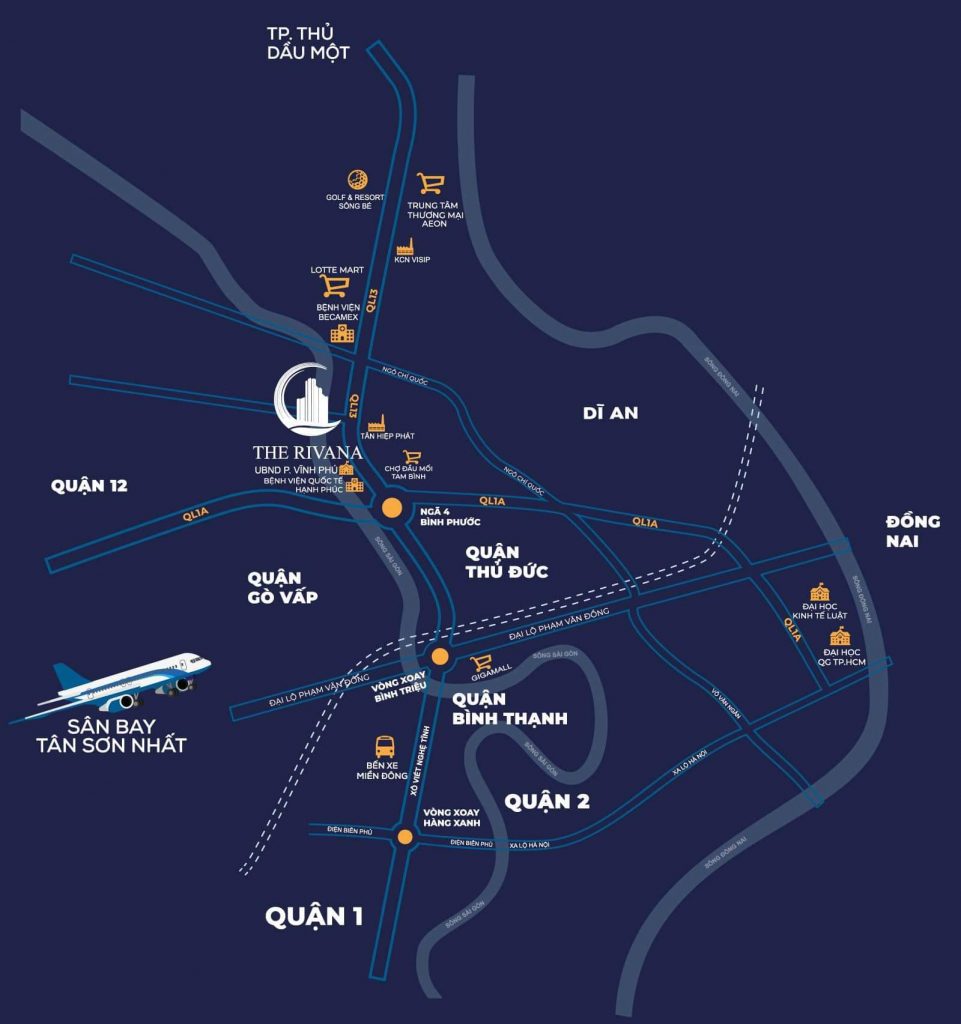 TP. THỦ
DẦU MỘT
GOLF & RESORT
SÔNG BÉ
TRUNG TÂM
THƯƠNG MẠI
AEON
KCN VISIP
LOTTE MART
BỆNH VIỆN
BECAMEX
QL13
NGÔ CHÍ QUỐC
SÔNG ĐỒNG NAI
QL13
DĨ AN
TÂN HIỆP PHÁT
THE RIVANA
UBND P. VĨNH PHÚ
BỆNH VIỆN QUỐC TẾ
HẠNH PHÚC
CHỢ ĐẦU MỐI
TAM BÌNH
NGÔ CHÍ QUỐC
QUẬN 12
QL1A
QL1A
QL1A
NGÃ 4
BÌNH PHƯỚC
ĐỒNG
NAI
SÔNG SÀI GÒN
QUẬN
THỦ ĐỨC
QUẬN
GÒ VẤP
SÔNG ĐỒNG NAI
ĐẠI HỌC
KINH TẾ LUẬT
QL1A
ĐẠI LỘ PHẠM VĂN ĐỒNG
ĐẠI HỌC
QG TP.HCM
SÔNG SÀI GÒN
GIGAMALL
ĐẠI LỘ PHẠM VĂN ĐỒNG
VÒNG XOAY
BÌNH TRIỆU
QUẬN
BÌNH THẠNH
VÕ VĂN NGÂN
SÂN BAY
TÂN SƠN NHẤT
XÔ VIẾT NGHỆ TĨNH
BẾN XE
MIỀN ĐÔNG
SÔNG SÀI GÒN
XA LỘ HÀ NỘI
QUẬN 2
VÒNG XOAY
HÀNG XANH
ĐIỆN BIÊN PHỦ
ĐIỆN BIÊN PHỦ
XA LỘ HÀ NỘI
SÔNG ĐỒNG NAI
QUẬN 1
SÔNG SÀI GÒN